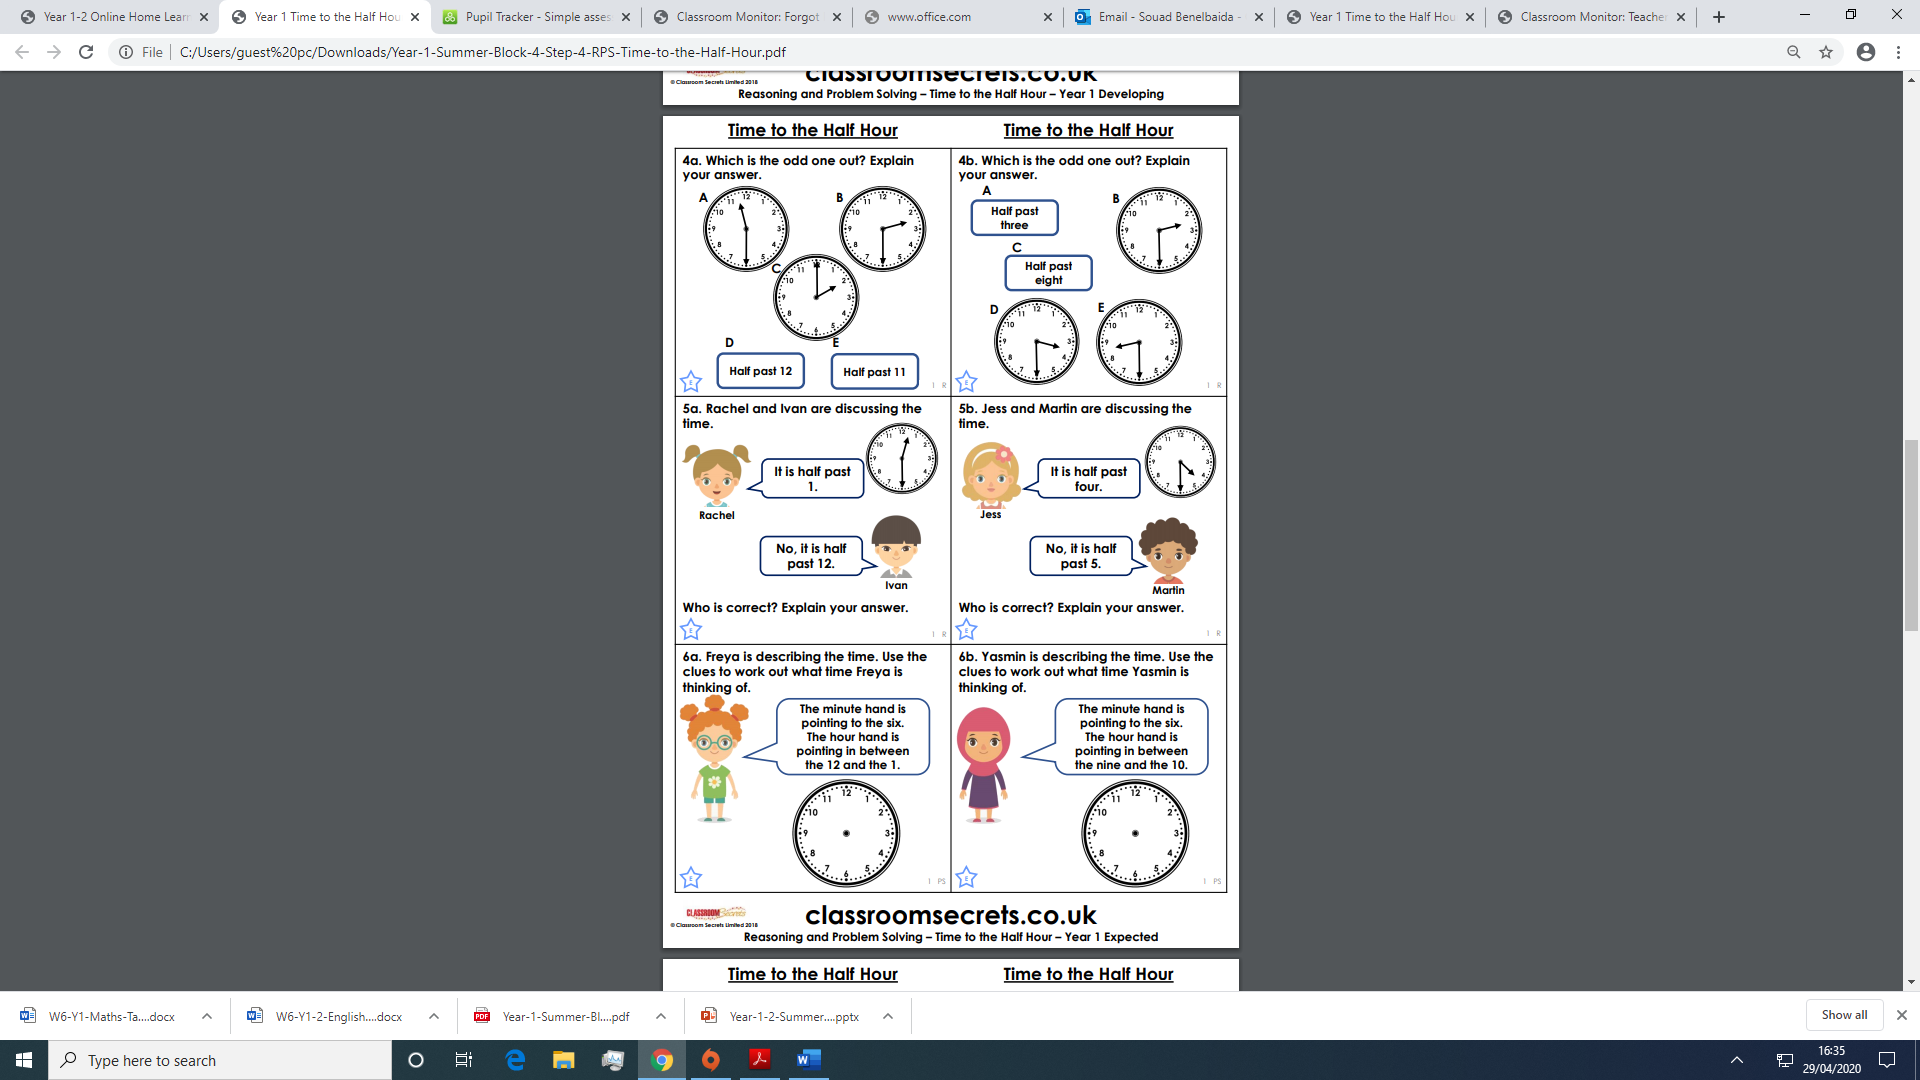 Year 1-2 Online Home Learn
Year 1 Time to the Half Hou
Pupil Tracker - Simple asses
Classroom Monitor: Forgot
www.office.com
Email - Souad Benelbaida -
Year 1 Time to the Half Hou
Classroom Monitor: Teache
File
C:/Users/guest%20pc/Downloads/Year-1-Summer-Block-4-Step-4-RPS-Time-to-the-Half-Hour.pdf
classroomsecrets.co.uk
© Classroom Secrets Limited 2018
Reasoning and Problem Solving – Time to the Half Hour – Year 1 Developing
Time to the Half Hour
Time to the Half Hour
4a. Which is the odd one out? Explain
your answer.
A
B
C
D
E
Half past 12
Half past 11
4b. Which is the odd one out? Explain
your answer.
A
Half past
three
B
C
Half past
eight
D
E
5a. Rachel and Ivan are discussing the
time.
It is half past
1.
Rachel
No, it is half
past 12.
Ivan
Who is correct? Explain your answer.
5b. Jess and Martin are discussing the
time.
It is half past
four.
Jess
No, it is half
past 5.
Martin
Who is correct? Explain your answer.
6a. Freya is describing the time. Use the
clues to work out what time Freya is
thinking of.
The minute hand is
pointing to the six.
The hour hand is
pointing in between
the 12 and the 1.
6b. Yasmin is describing the time. Use the
clues to work out what time Yasmin is
thinking of.
The minute hand is
pointing to the six.
The hour hand is
pointing in between
the nine and the 10.
CLASSROOM Secrets
© Classroom Secrets Limited 2018
classroomsecrets.co.uk
Reasoning and Problem Solving – Time to the Half Hour – Year 1 Expected
Time to the Half Hour
Time to the Half Hour
W6-Y1-Maths-Ta....docx
W6-Y1-2-English....docx
Year-1-Summer-Bl....pdf
Year-1-2-Summer....pptx
Show all
Type here to search
16:35
29/04/2020